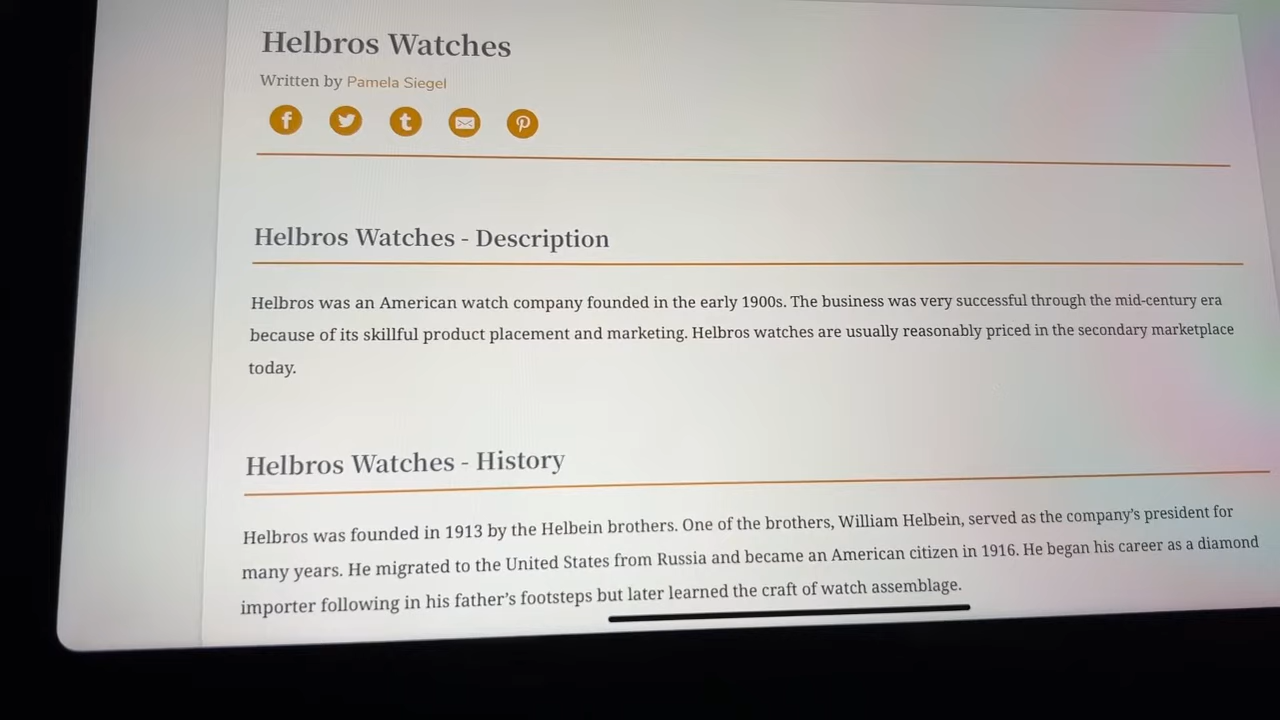 Helbros Watches
Written by Pamela Siegel
Helbros Watches - Description
Helbros was an American watch company founded in the early 1900s. The business was very successful through the mid-century era
because of its skillful product placement and marketing. Helbros watches are usually reasonably priced in the secondary marketplace
today.
Helbros Watches - History
Helbros was founded in 1913 by the Helbein brothers. One of the brothers, William Helbein, served as the company’s president for
many years. He migrated to the United States from Russia and became an American citizen in 1916. He began his career as a diamond
importer following in his father’s footsteps but later learned the craft of watch assemblage.